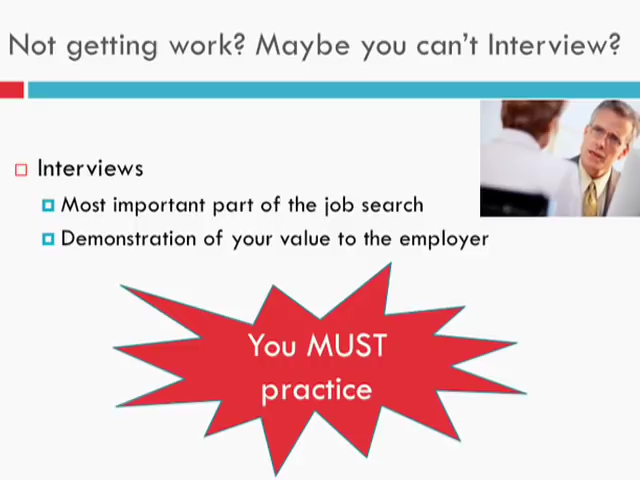 Not getting work? Maybe you can't Interview?
Interviews
Most important part of the job search
Demonstration of your value to the employer
You MUST
practice